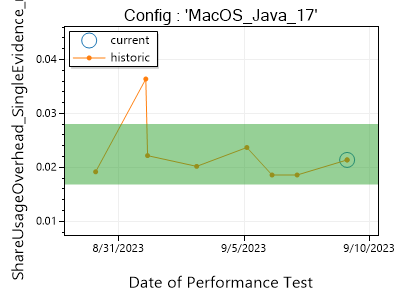 Config : 'MacOS_Java_17'
current
historic
ShareUsageOverhead_SingleEvidence_
0.04
0.03
0.02
0.01
8/31/2023
9/5/2023
9/10/2023
Date of Performance Test